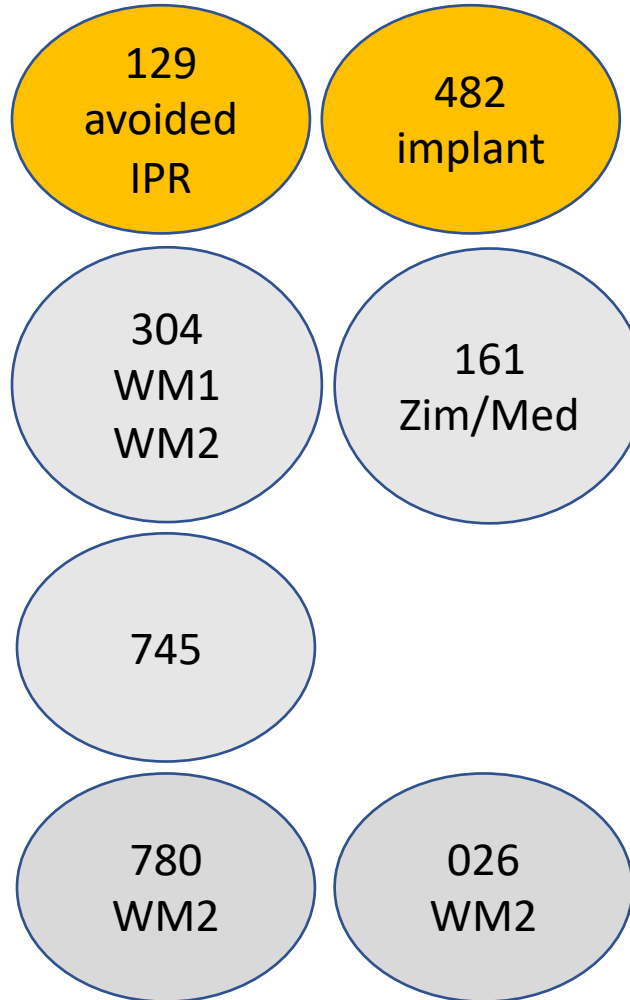 129
avoided
IPR
482
implant
304
WM1
WM2
161
Zim/Med
745
780
WM2
026
WM2